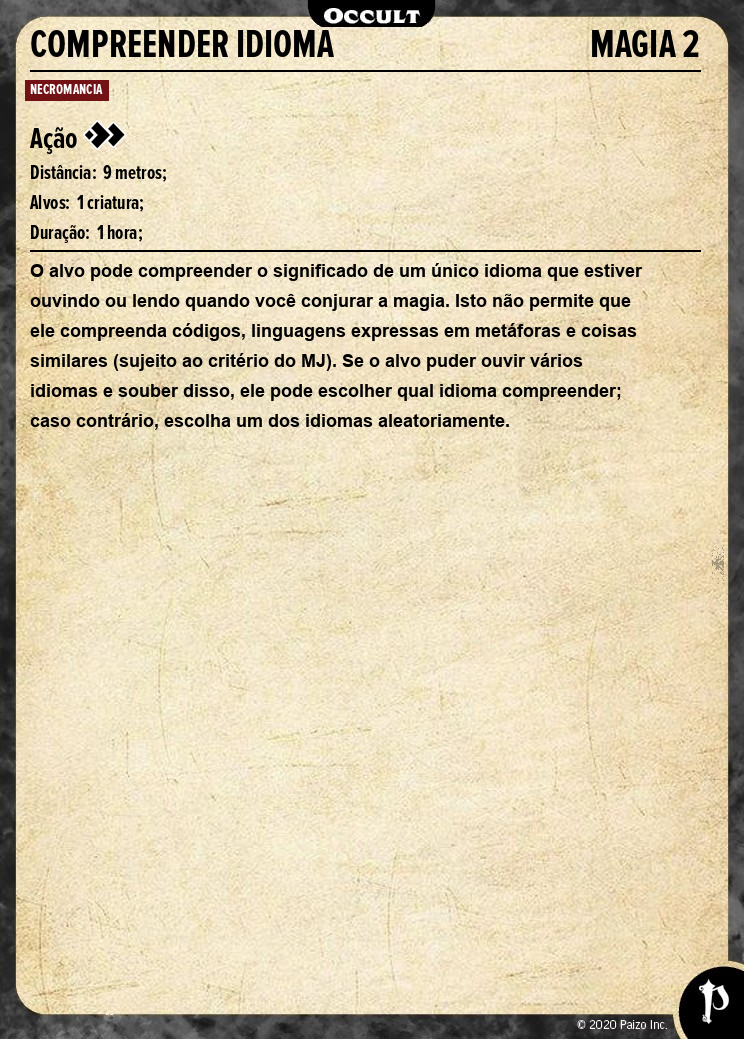 OCCULT
COMPREENDER IDIOMA MAGIA 2
NECROMANCIA
Ação
Distância: 9 metros;
Alvos: 1 criatura;
Duração: 1 hora;
O alvo pode compreender o significado de um único idioma que estiver
ouvindo ou lendo quando você conjurar a magia. Isto não permite que
ele compreenda códigos, linguagens expressas em metáforas e coisas
similares (sujeito ao critério do MJ). Se o alvo puder ouvir vários
idiomas e souber disso, ele pode escolher qual idioma compreender;
caso contrário, escolha um dos idiomas aleatoriamente.
© 2020 Paizo Inc.
P